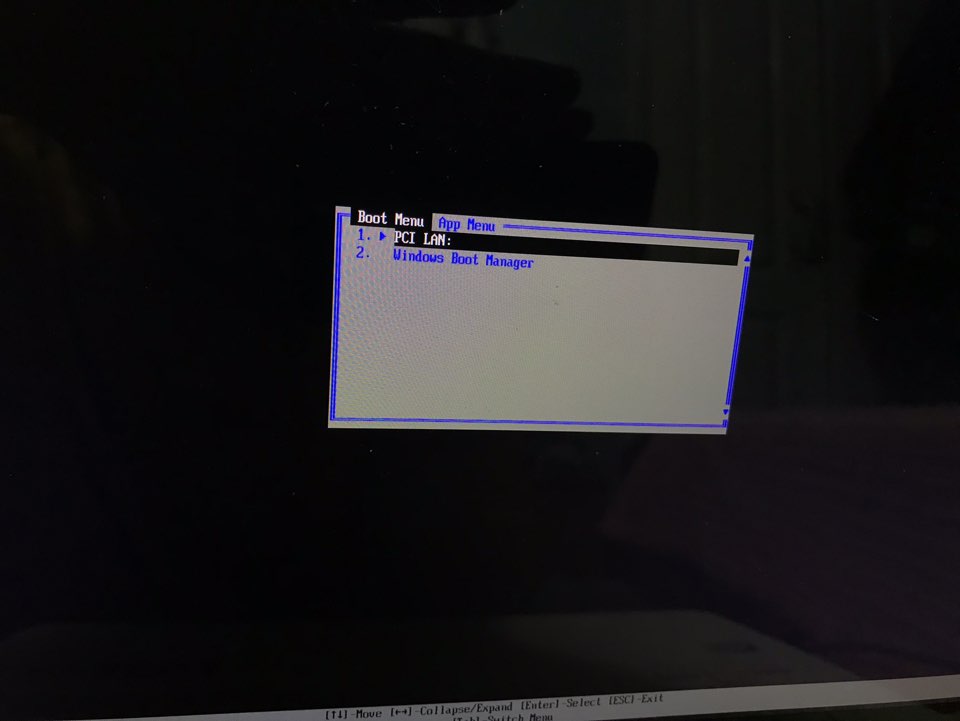 Boot Menu App Menu
1. ▶ PCI LAN:
2. Windows Boot Manager
[↑↓]-Move [←→]-Collapse/Expand [Enter]-Select [ESC]-Exit
[Tab]-Switch Menu